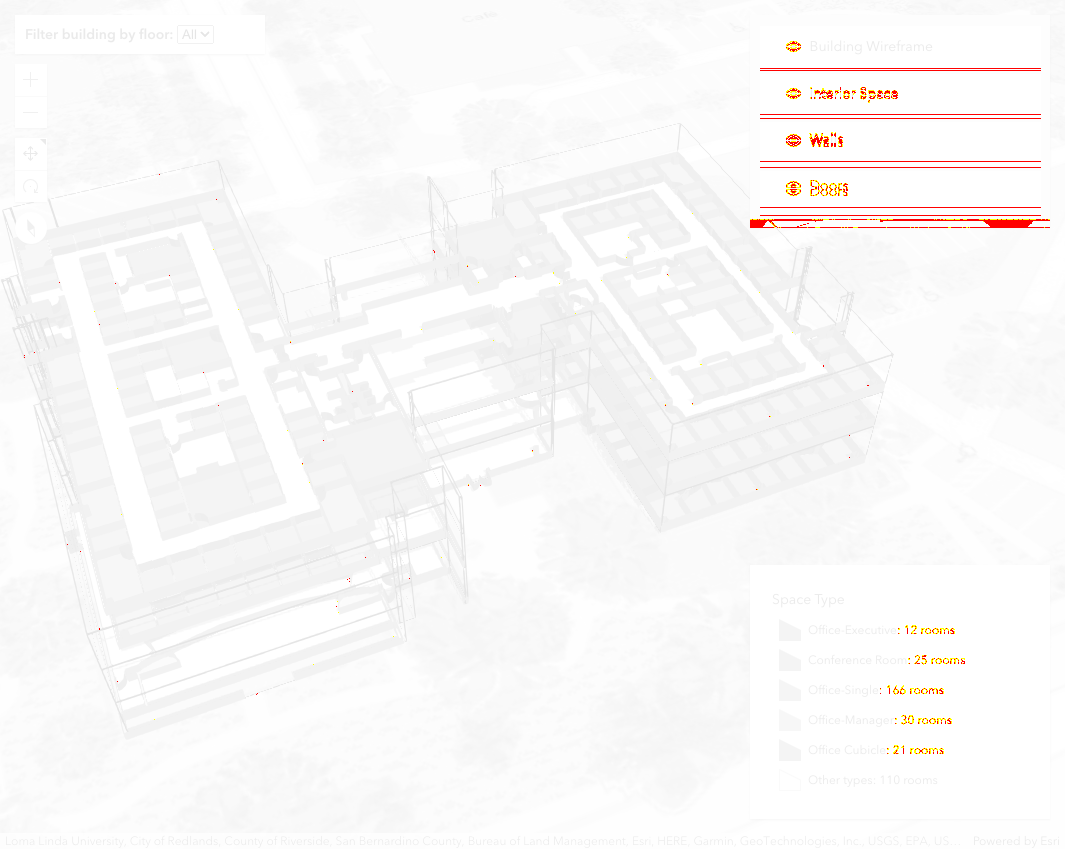 Filter building by floor: All
Building Wireframe
Interior Space
Walls
Doors
Space Type
Office-Executive: 12 rooms
Conference Room: 25 rooms
Office-Single: 166 rooms
Office-Manager: 30 rooms
Office Cubicle: 21 rooms
Other types: 110 rooms
Loma Linda University, City of Redlands, County of Riverside, San Bernardino County, Bureau of Land Management, Esri, HERE, Garmin, GeoTechnologies, Inc., USGS, EPA, US... Powered by Esri